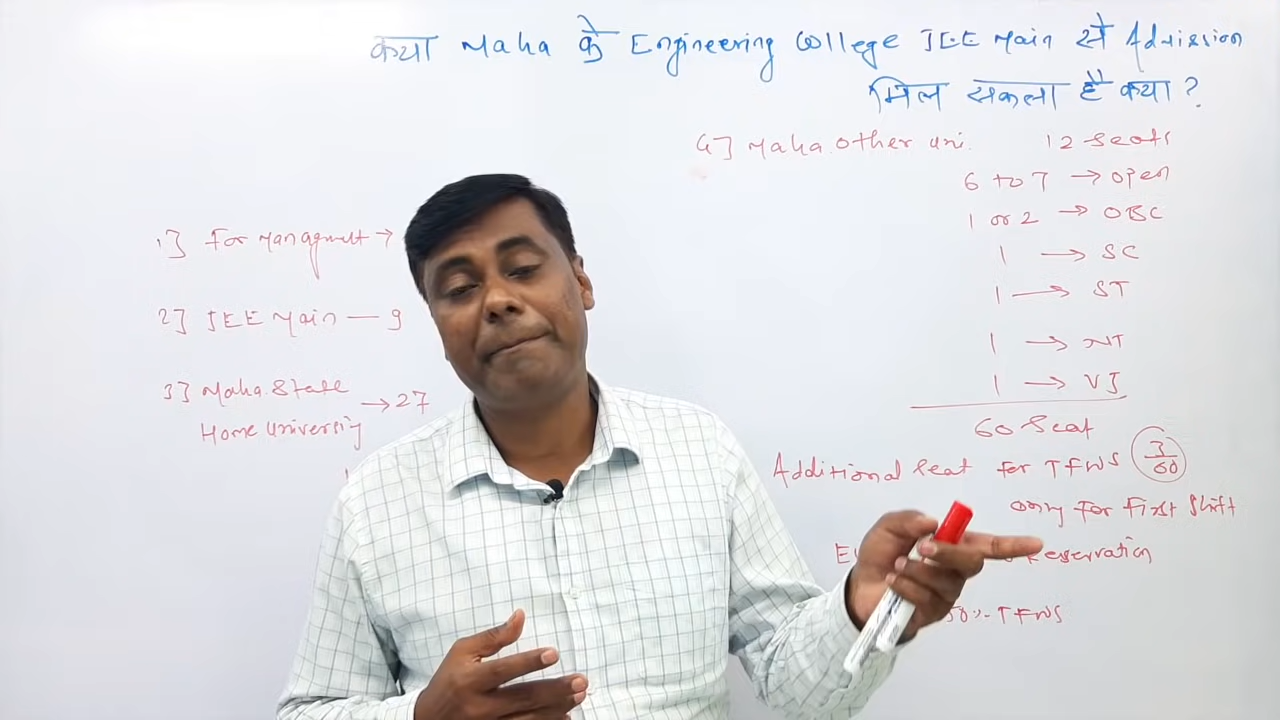 क्या Maha के Engineering College JEE Main से Admission
मिल सकता है क्या ?
1] For Managmet →
2] JEE Main — 9
3] Maha. State
Home University → 27
4] Maha. Other Uni. 12 Seats
6 to 7 → Open
1 or 2 → OBC
1 → SC
1 → ST
1 → NT
1 → VJ
60 Seat
Additional Seat for TFWS 3/60
only for First Shift
Reservation
TFWS